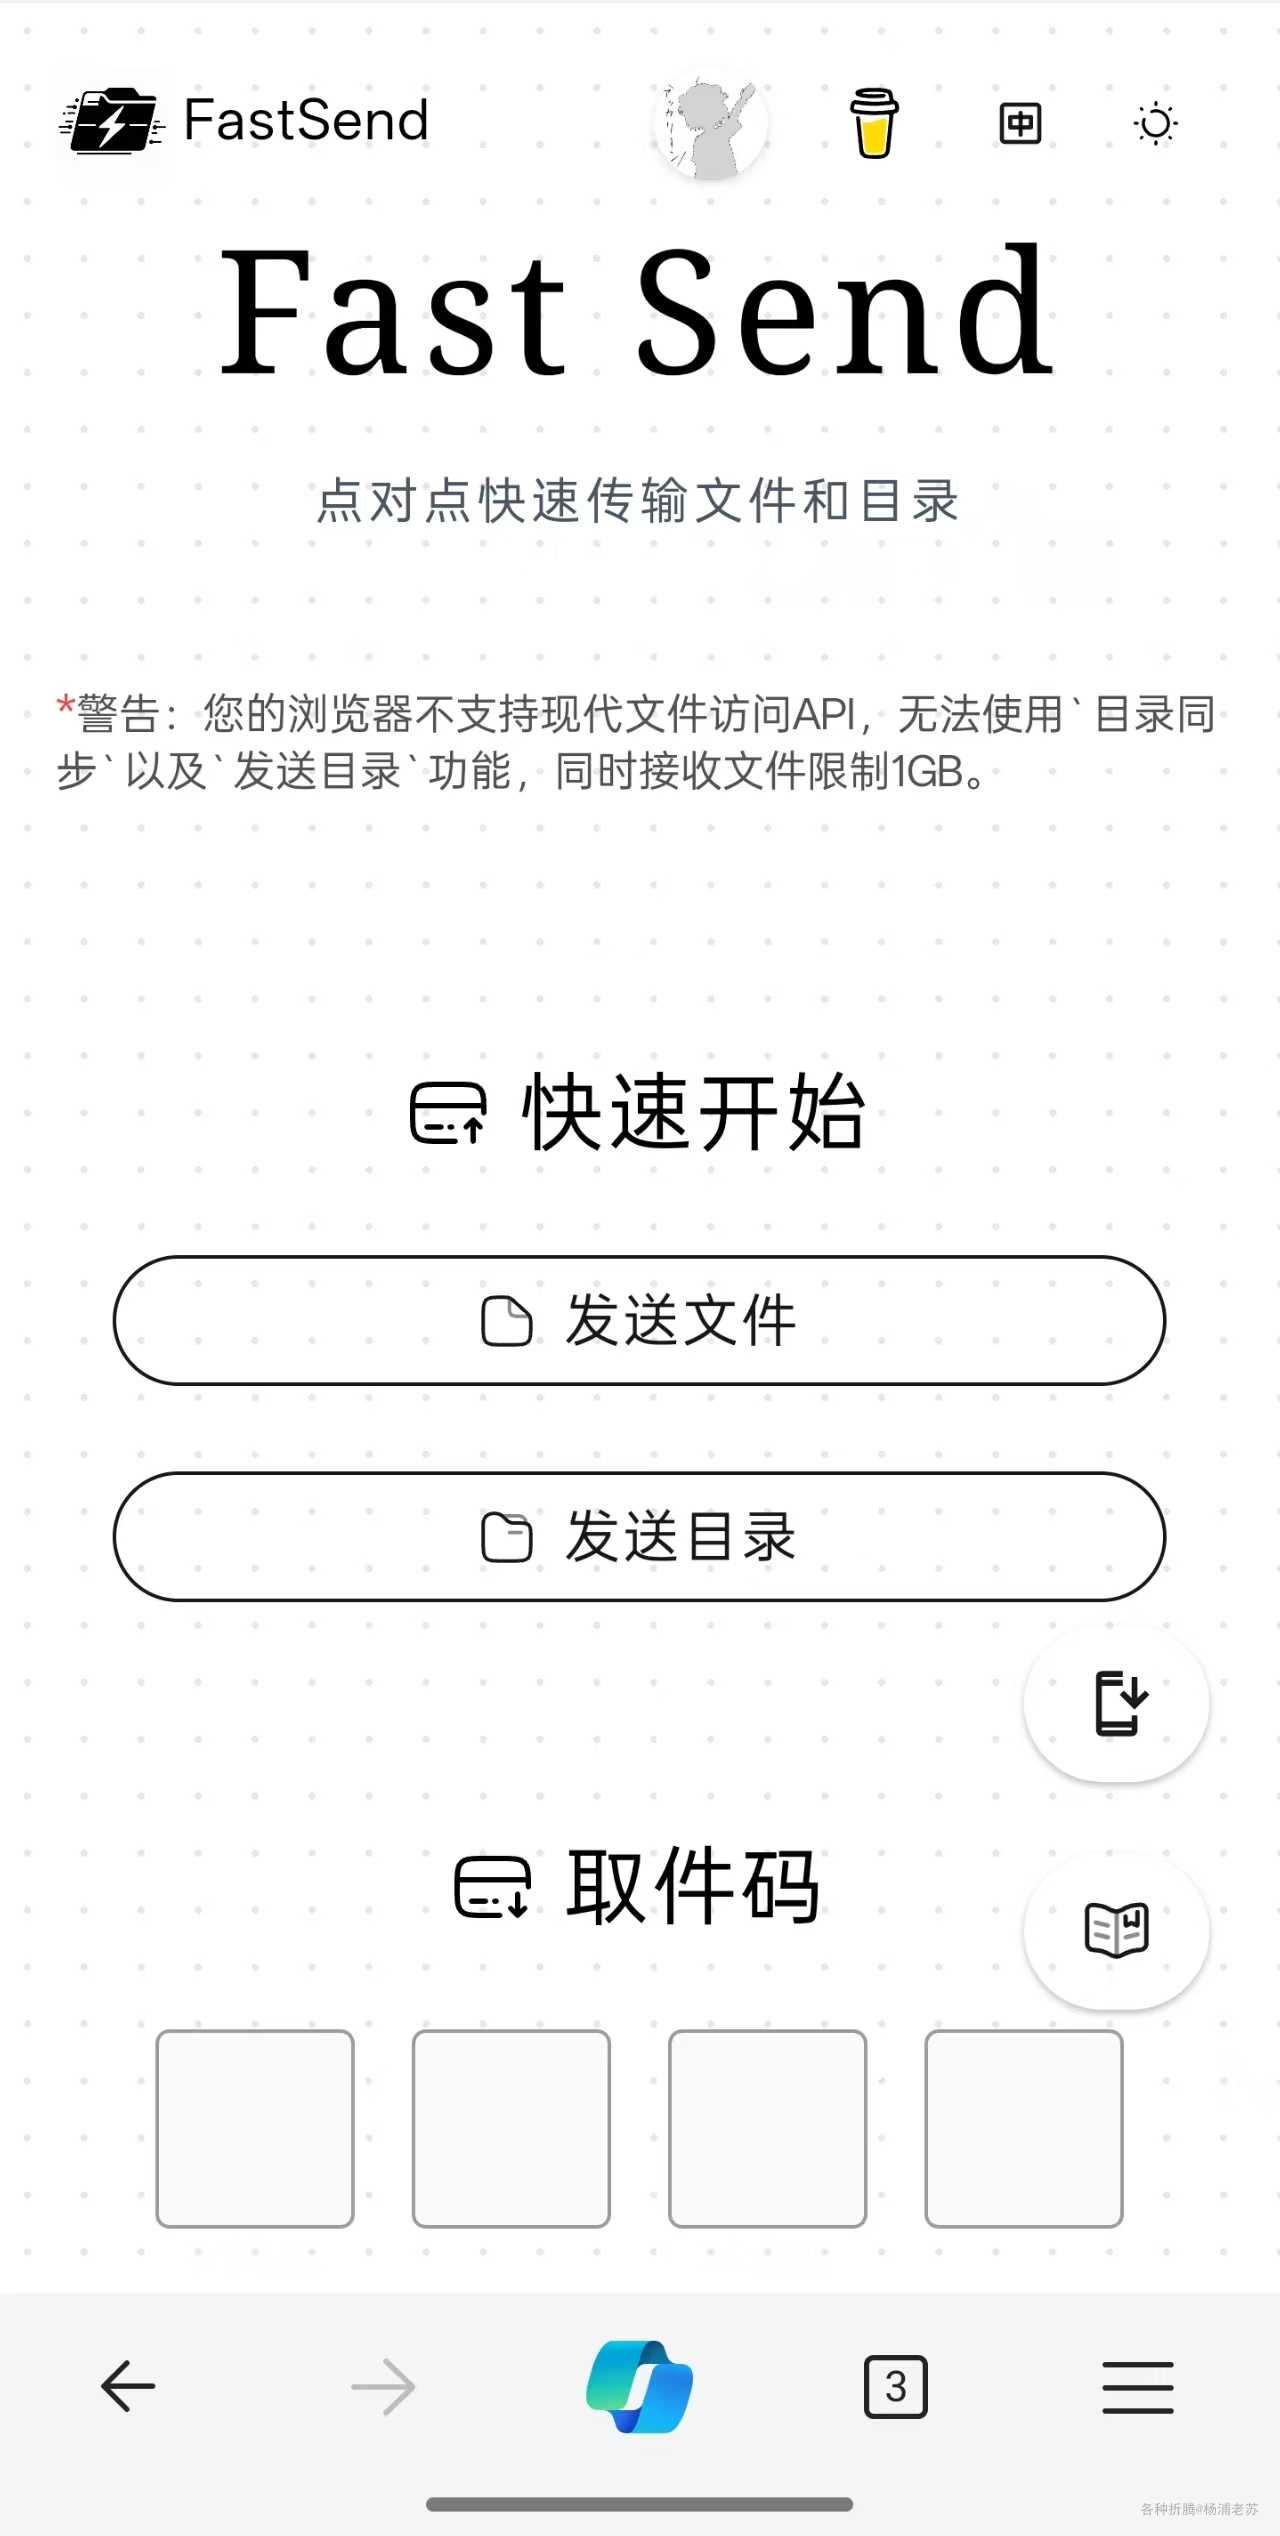 FastSend
中
Fast Send
点对点快速传输文件和目录
*警告：您的浏览器不支持现代文件访问API，无法使用`目录同
步`以及`发送目录`功能，同时接收文件限制1GB。
快速开始
发送文件
发送目录
取件码
3
各种折腾@杨浦老苏